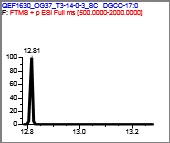 QEF1630_OG37_T3-14-0-3_SC DGCC-17:0
F: FTMS + p ESI Full ms [500.0000-2000.0000]
12.81
100
80
60
40
20
0
12.8 13.0 13.2